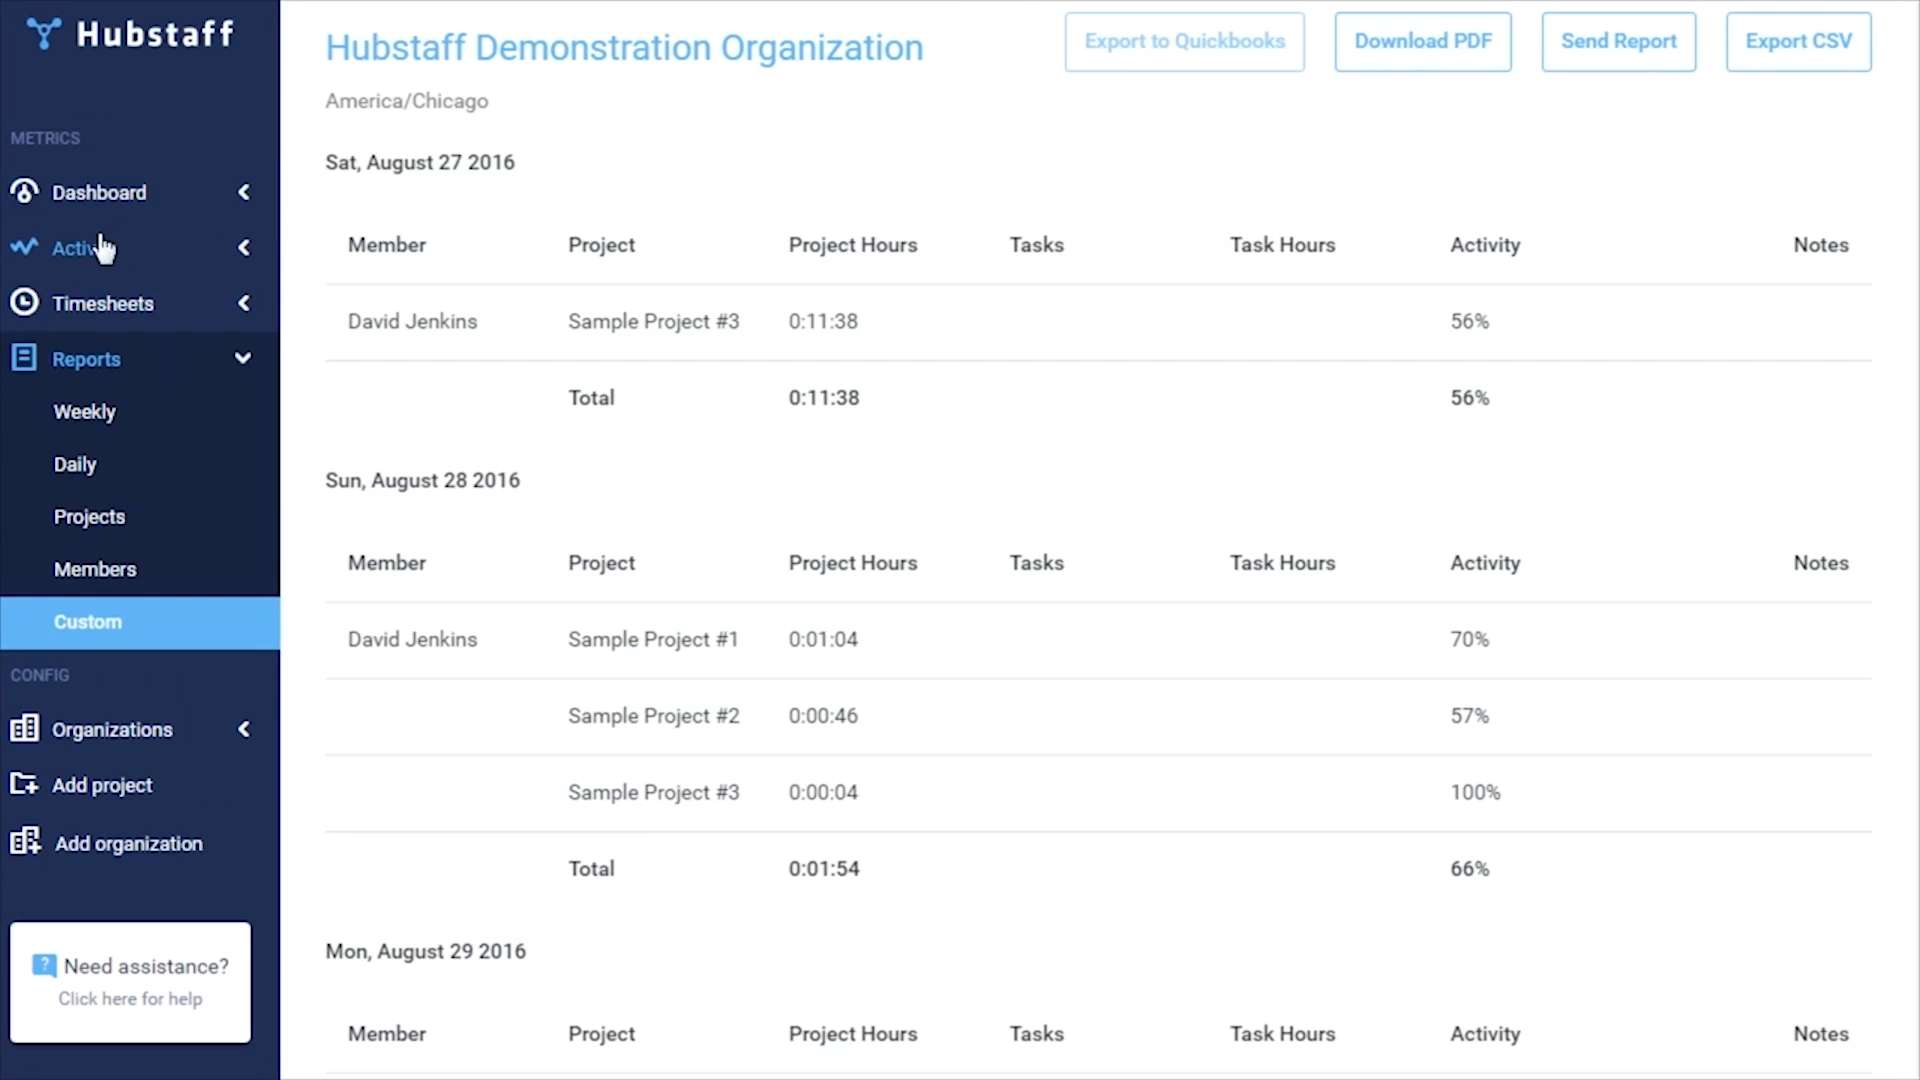 Hubstaff
METRICS
Dashboard
Activ
Timesheets
Reports
Weekly
Daily
Projects
Members
Custom
CONFIG
Organizations
Add project
Add organization
Need assistance?
Click here for help
Hubstaff Demonstration Organization
Export to Quickbooks Download PDF Send Report Export CSV
America/Chicago
Sat, August 27 2016
Member Project Project Hours Tasks Task Hours Activity Notes
David Jenkins Sample Project #3 0:11:38 56%
Total 0:11:38 56%
Sun, August 28 2016
Member Project Project Hours Tasks Task Hours Activity Notes
David Jenkins Sample Project #1 0:01:04 70%
Sample Project #2 0:00:46 57%
Sample Project #3 0:00:04 100%
Total 0:01:54 66%
Mon, August 29 2016
Member Project Project Hours Tasks Task Hours Activity Notes